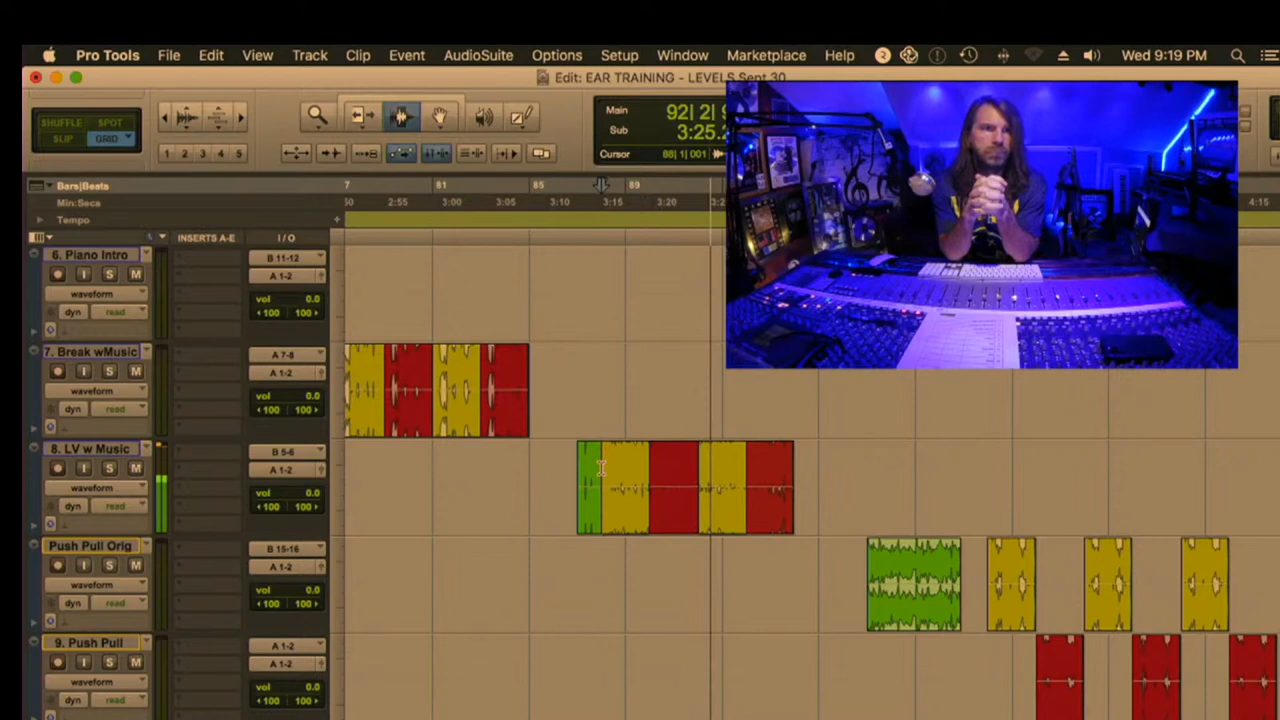 Pro Tools File Edit View Track Clip Event AudioSuite Options Setup Window Marketplace Help Wed 9:19 PM
Edit: EAR TRAINING - LEVELS Sept 30
SHUFFLE SPOT
SLIP GRID
1 2 3 4 5
Main 92| 2|
Sub 3:25.2
Cursor 88| 1| 001
Bars|Beats 7 81 85 89
Min:Secs 2:55 3:00 3:05 3:10 3:15 3:20 4:15
Tempo
INSERTS A-E I / O
6. Piano Intro B 11-12
I S M A 1-2
waveform vol 0.0
dyn read 100 100
7. Break wMusic A 7-8
I S M A 1-2
waveform vol 0.0
dyn read 100 100
8. LV w Music B 5-6
I S M A 1-2
waveform vol 0.0
dyn read 100 100
Push Pull Orig B 15-16
I S M A 1-2
waveform vol 0.0
dyn read 100 100
9. Push Pull A 1-2
I S M A 1-2
waveform vol 0.0
dyn read 100 100